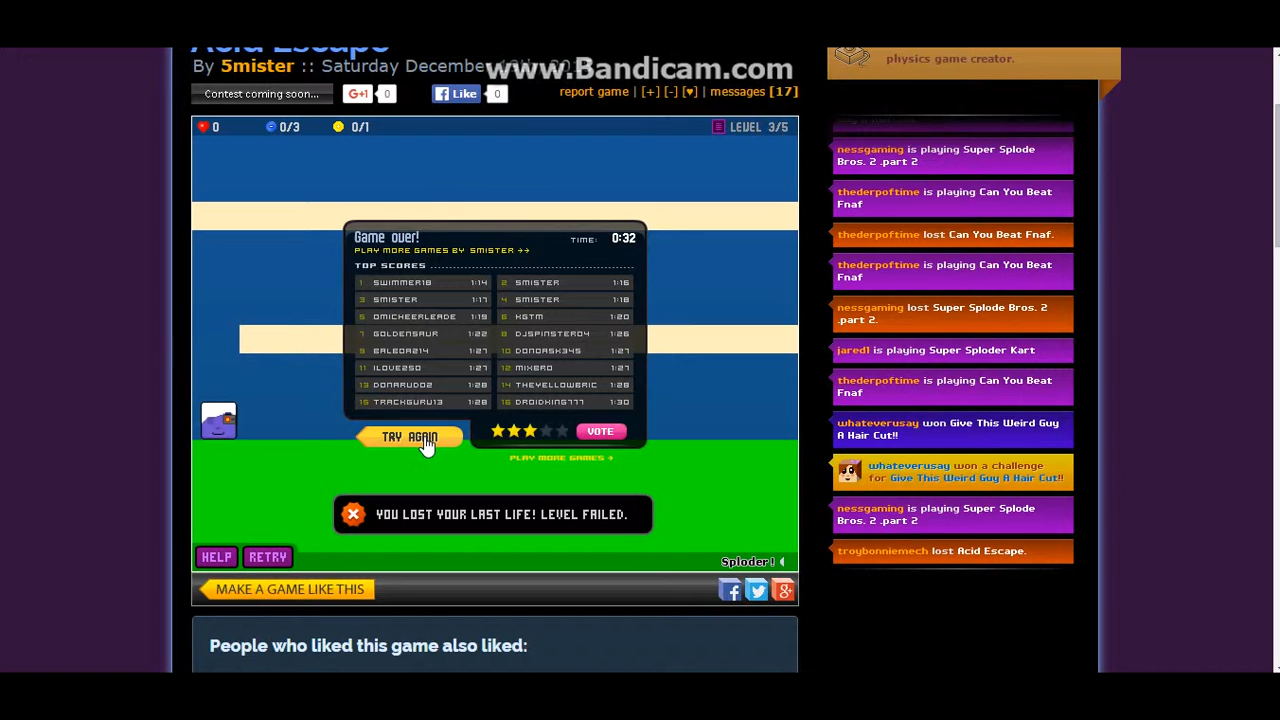 Acid Escape
By 5mister :: Saturday December
www.Bandicam.com
Contest coming soon...
G+1
0
Like
0
report game | [+] [-] [♥] | messages [17]
0
0/3
0/1
LEVEL 3/5
Game over!
TIME: 0:32
PLAY MORE GAMES BY 5MISTER →→
TOP SCORES
1 SWIMMER18 1:14
2 5MISTER 1:16
3 5MISTER 1:17
4 5MISTER 1:18
5 OMICHEERLEADE 1:19
6 KGTM 1:20
7 GOLDENSAUR 1:22
8 DJSPINSTER04 1:26
9 BALBOA214 1:27
10 DONOASK345 1:27
11 ILOVE250 1:27
12 MIXBRO 1:27
13 DONARUDO2 1:28
14 THEYELLOWBRIC 1:28
15 TRACKGURU13 1:28
16 DROIDKING777 1:30
TRY AGAIN
VOTE
PLAY MORE GAMES →
YOU LOST YOUR LAST LIFE! LEVEL FAILED.
HELP
RETRY
Sploder!
MAKE A GAME LIKE THIS
People who liked this game also liked:
physics game creator.
nessgaming is playing Super Splode
Bros. 2 .part 2
thederpoftime is playing Can You Beat
Fnaf
thederpoftime lost Can You Beat Fnaf.
thederpoftime is playing Can You Beat
Fnaf
nessgaming lost Super Splode Bros. 2
.part 2.
jared1 is playing Super Sploder Kart
thederpoftime is playing Can You Beat
Fnaf
whateverusay won Give This Weird Guy
A Hair Cut!!
whateverusay won a challenge
for Give This Weird Guy A Hair Cut!!
nessgaming is playing Super Splode
Bros. 2 .part 2
troybonniemech lost Acid Escape.